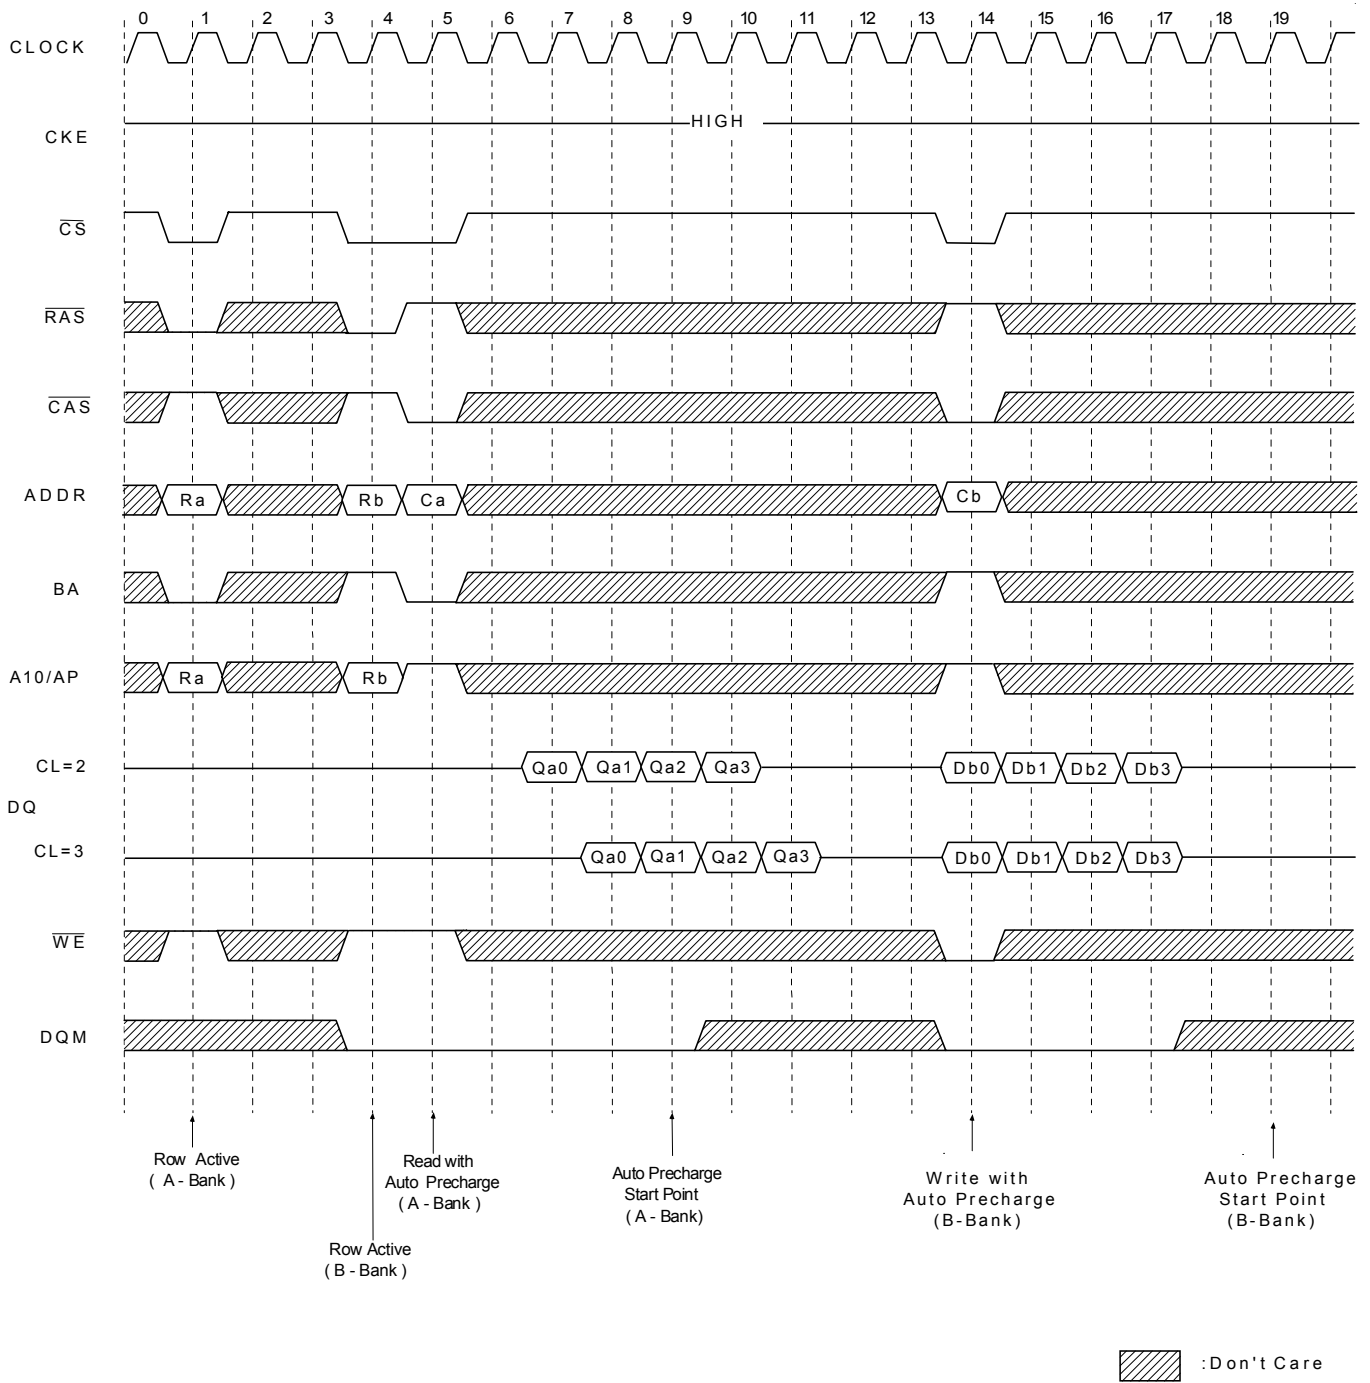 0 1 2 3 4 5 6 7 8 9 10 11 12 13 14 15 16 17 18 19
CLOCK
HIGH
CKE
CS
RAS
CAS
ADDR Ra Rb Ca Cb
BA
A10/AP Ra Rb
CL=2 Qa0 Qa1 Qa2 Qa3 Db0 Db1 Db2 Db3
DQ
CL=3 Qa0 Qa1 Qa2 Qa3 Db0 Db1 Db2 Db3
WE
DQM
Row Active
( A - Bank )
Row Active
( B - Bank )
Read with
Auto Precharge
( A - Bank )
Auto Precharge
Start Point
( A - Bank)
Write with
Auto Precharge
(B-Bank)
Auto Precharge
Start Point
(B-Bank)
:Don't Care